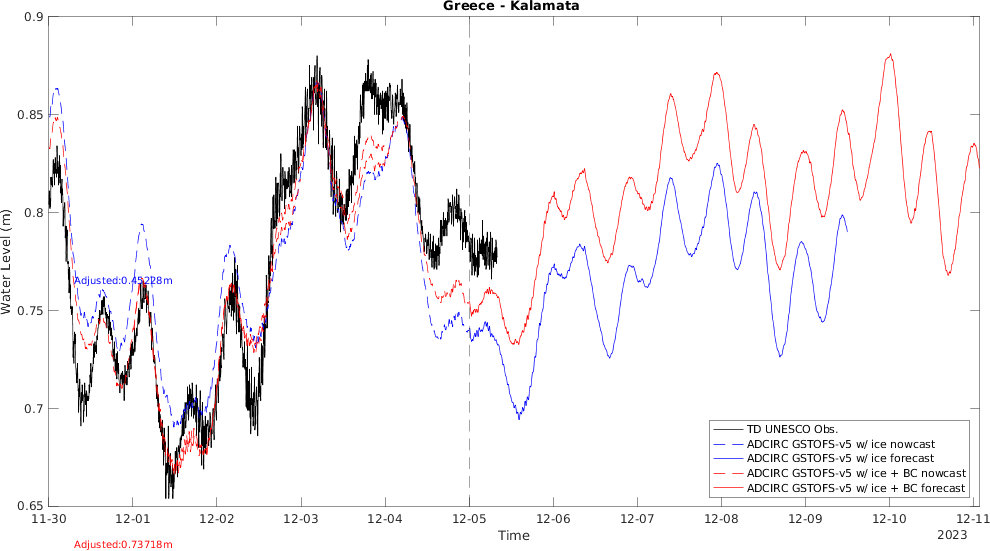 Greece - Kalamata
0.9
0.85
0.8
0.75
0.7
0.65
Water Level (m)
Adjusted:0.45228m
TD UNESCO Obs.
ADCIRC GSTOFS-v5 w/ ice nowcast
ADCIRC GSTOFS-v5 w/ ice forecast
ADCIRC GSTOFS-v5 w/ ice + BC nowcast
ADCIRC GSTOFS-v5 w/ ice + BC forecast
11-30 12-01 12-02 12-03 12-04 12-05 12-06 12-07 12-08 12-09 12-10 12-11
Time
2023
Adjusted:0.73718m